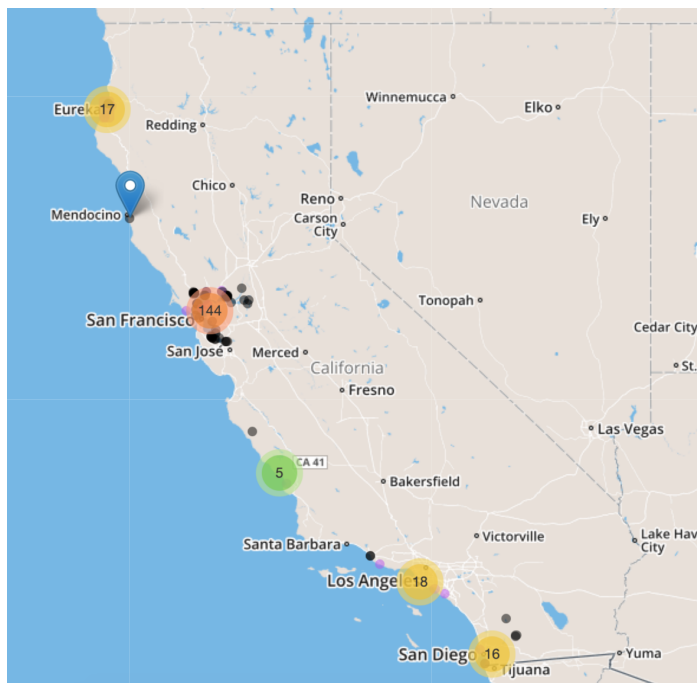 Eureka
17
Winnemucca
Elko
Redding
Chico
Reno
Carson
City
Nevada
Ely
Mendocino
144
San Francisco
Tonopah
Cedar City
San José
Merced
California
St.
Fresno
Las Vegas
5
CA 41
Bakersfield
Santa Barbara
Victorville
Lake Hav
City
Los Angele
18
San Diego
16
Tijuana
Yuma